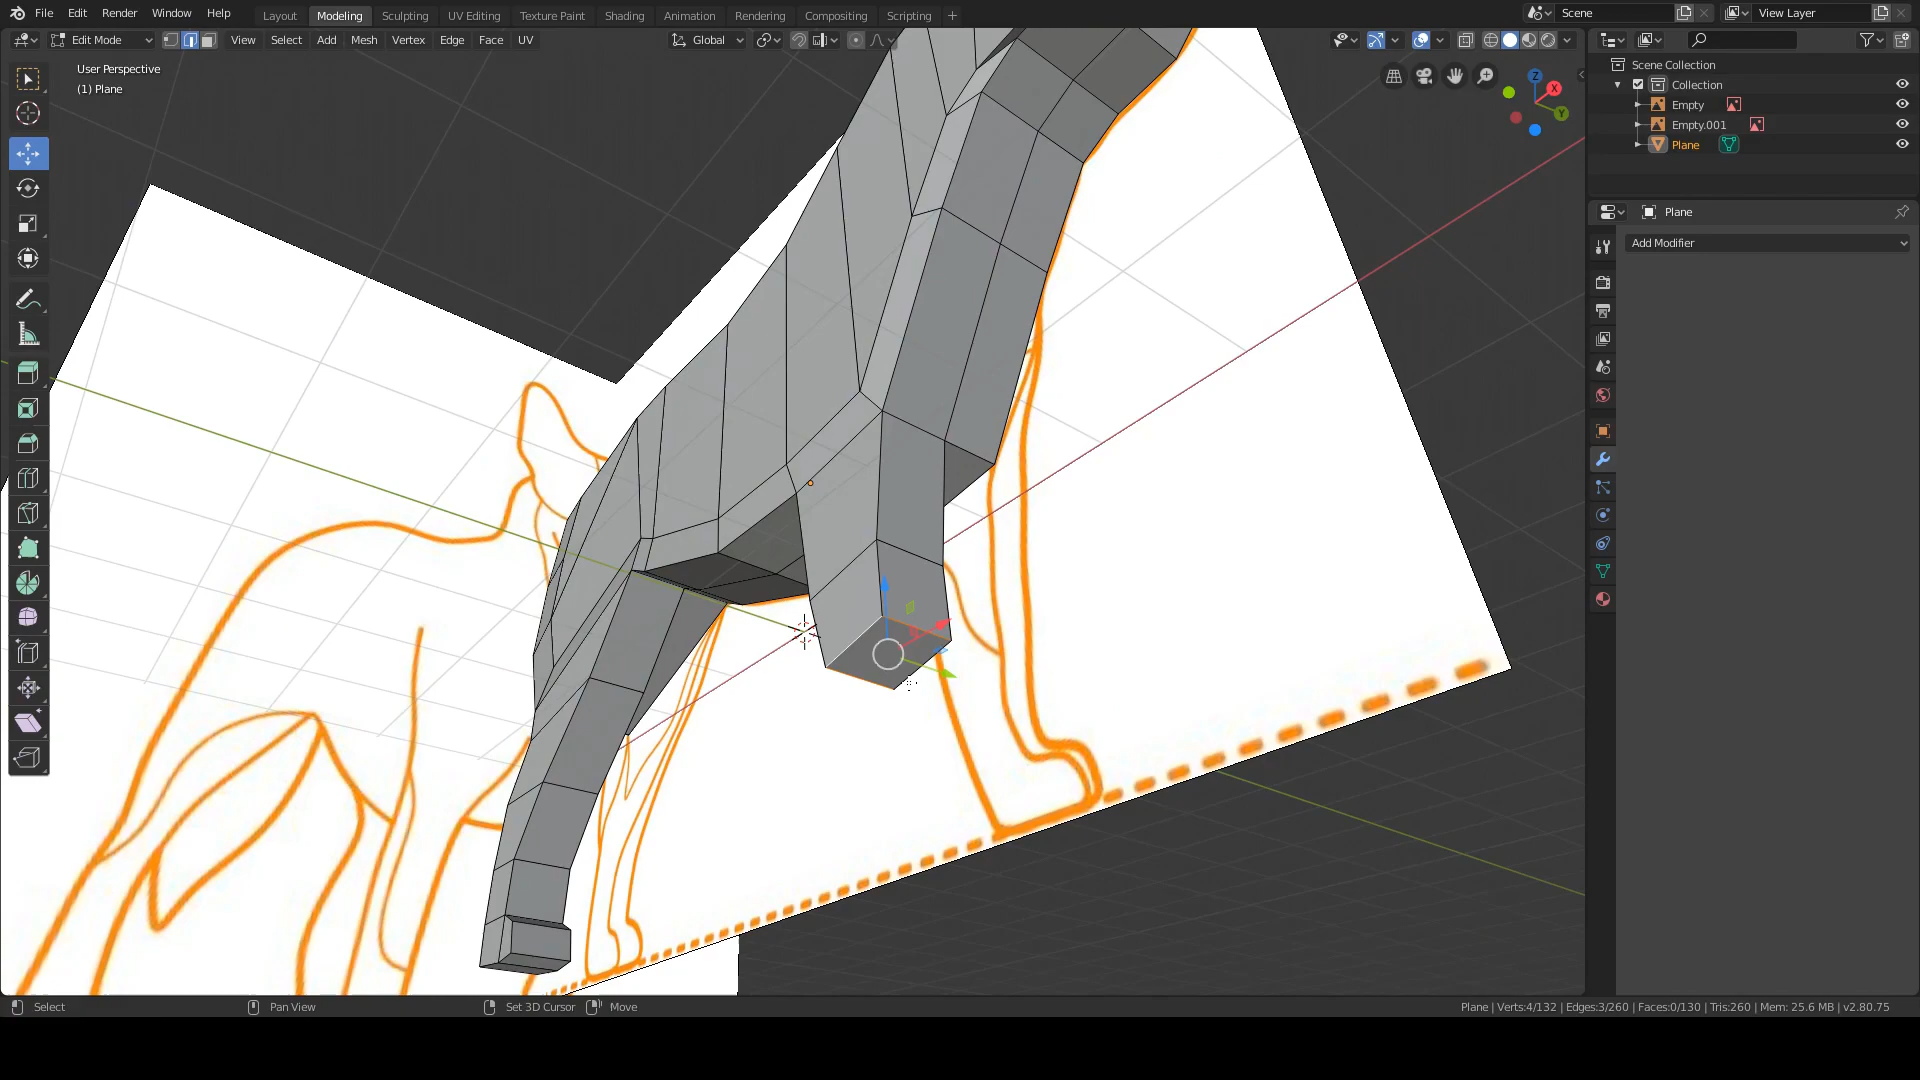 File Edit Render Window Help Layout Modeling Sculpting UV Editing Texture Paint Shading Animation Rendering Compositing Scripting + Scene View Layer
Edit Mode View Select Add Mesh Vertex Edge Face UV Global
User Perspective
(1) Plane
Z
X
Y
Scene Collection
Collection
Empty
Empty.001
Plane
Plane
Add Modifier
Select Pan View Set 3D Cursor Move Plane | Verts:4/132 | Edges:3/260 | Faces:0/130 | Tris:260 | Mem: 25.6 MB | v2.80.75